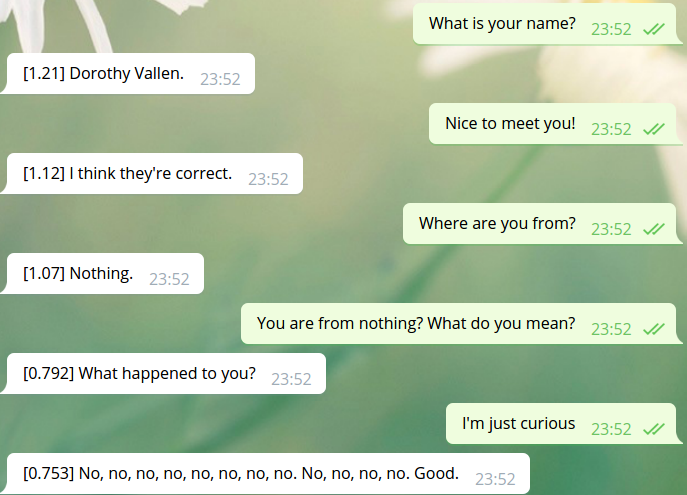 What is your name? 23:52
[1.21] Dorothy Vallen. 23:52
Nice to meet you! 23:52
[1.12] I think they're correct. 23:52
Where are you from? 23:52
[1.07] Nothing. 23:52
You are from nothing? What do you mean? 23:52
[0.792] What happened to you? 23:52
I'm just curious 23:52
[0.753] No, no, no, no, no, no, no, no. No, no, no, no. Good. 23:52